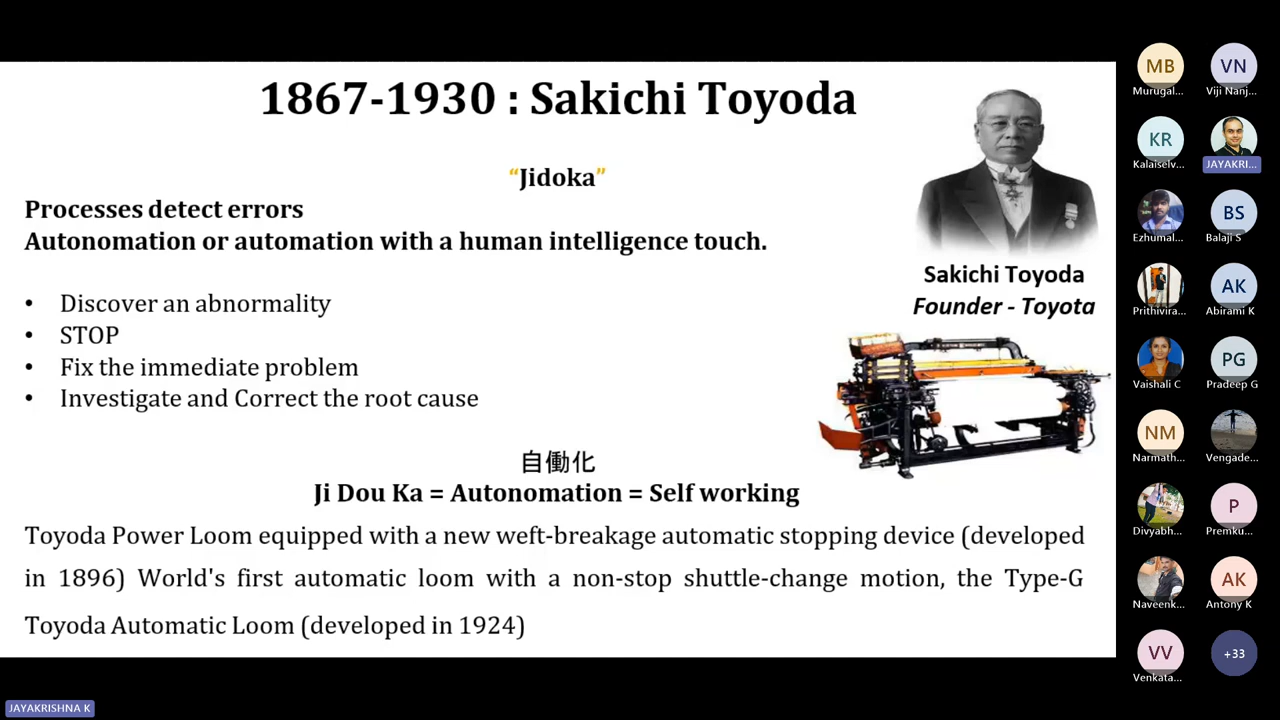 1867-1930 : Sakichi Toyoda
“Jidoka”
Processes detect errors
Autonomation or automation with a human intelligence touch.
• Discover an abnormality
• STOP
• Fix the immediate problem
• Investigate and Correct the root cause
Sakichi Toyoda
Founder - Toyota
自働化
Ji Dou Ka = Autonomation = Self working
Toyoda Power Loom equipped with a new weft-breakage automatic stopping device (developed
in 1896) World's first automatic loom with a non-stop shuttle-change motion, the Type-G
Toyoda Automatic Loom (developed in 1924)
MB
Murugal...
VN
Viji Nanj...
KR
Kalaiselv...
JAYAKRI...
Ezhumal...
BS
Balaji S
Prithivira...
AK
Abirami K
Vaishali C
PG
Pradeep G
NM
Narmath...
Vengade...
Divyabh...
P
Premku...
Naveenk...
AK
Antony K
VV
Venkata...
+33
JAYAKRISHNA K